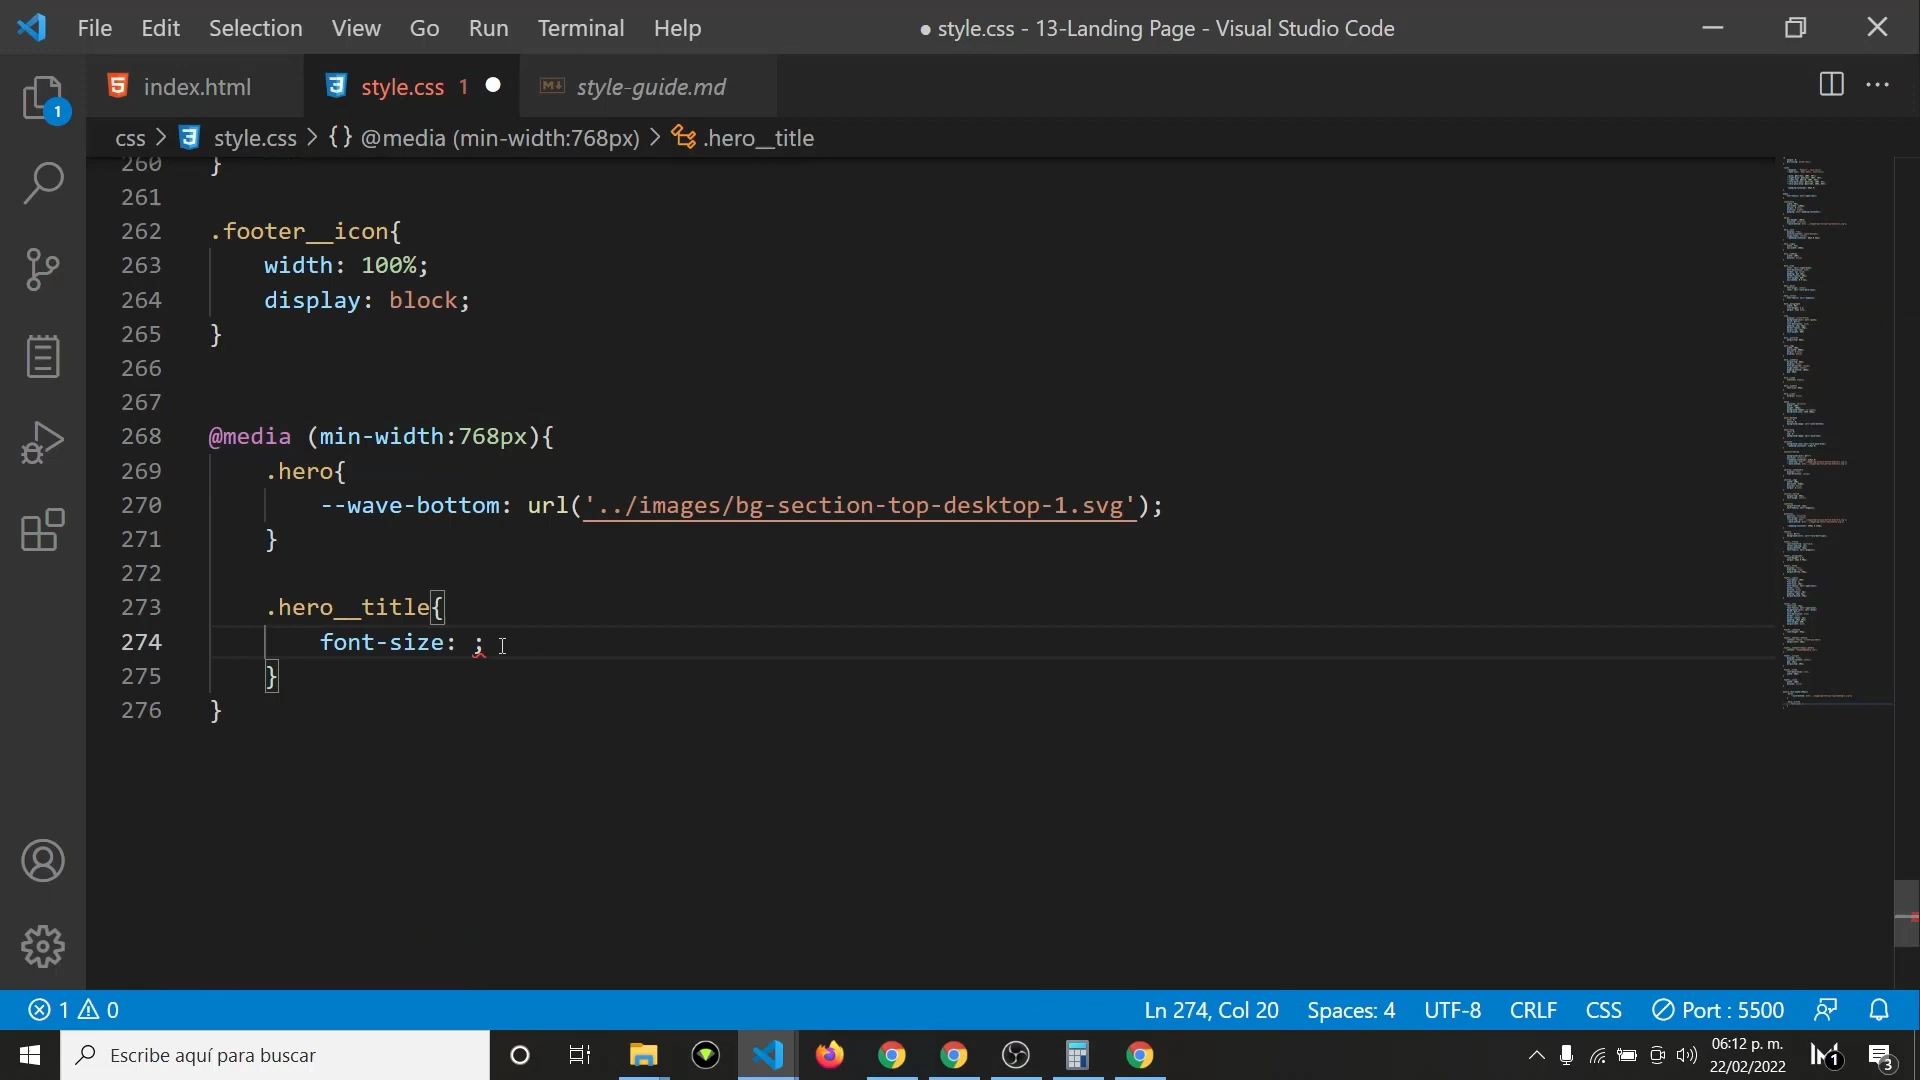 File Edit Selection View Go Run Terminal Help ● style.css - 13-Landing Page - Visual Studio Code
index.html style.css 1 style-guide.md
css > style.css > {} @media (min-width:768px) > .hero__title
260 }
261
262 .footer__icon{
263 width: 100%;
264 display: block;
265 }
266
267
268 @media (min-width:768px){
269 .hero{
270 --wave-bottom: url('../images/bg-section-top-desktop-1.svg');
271 }
272
273 .hero__title{
274 font-size: ;
275 }
276 }
1
1 0 Ln 274, Col 20 Spaces: 4 UTF-8 CRLF CSS Port : 5500
Escribe aquí para buscar
06:12 p. m.
22/02/2022
1
3